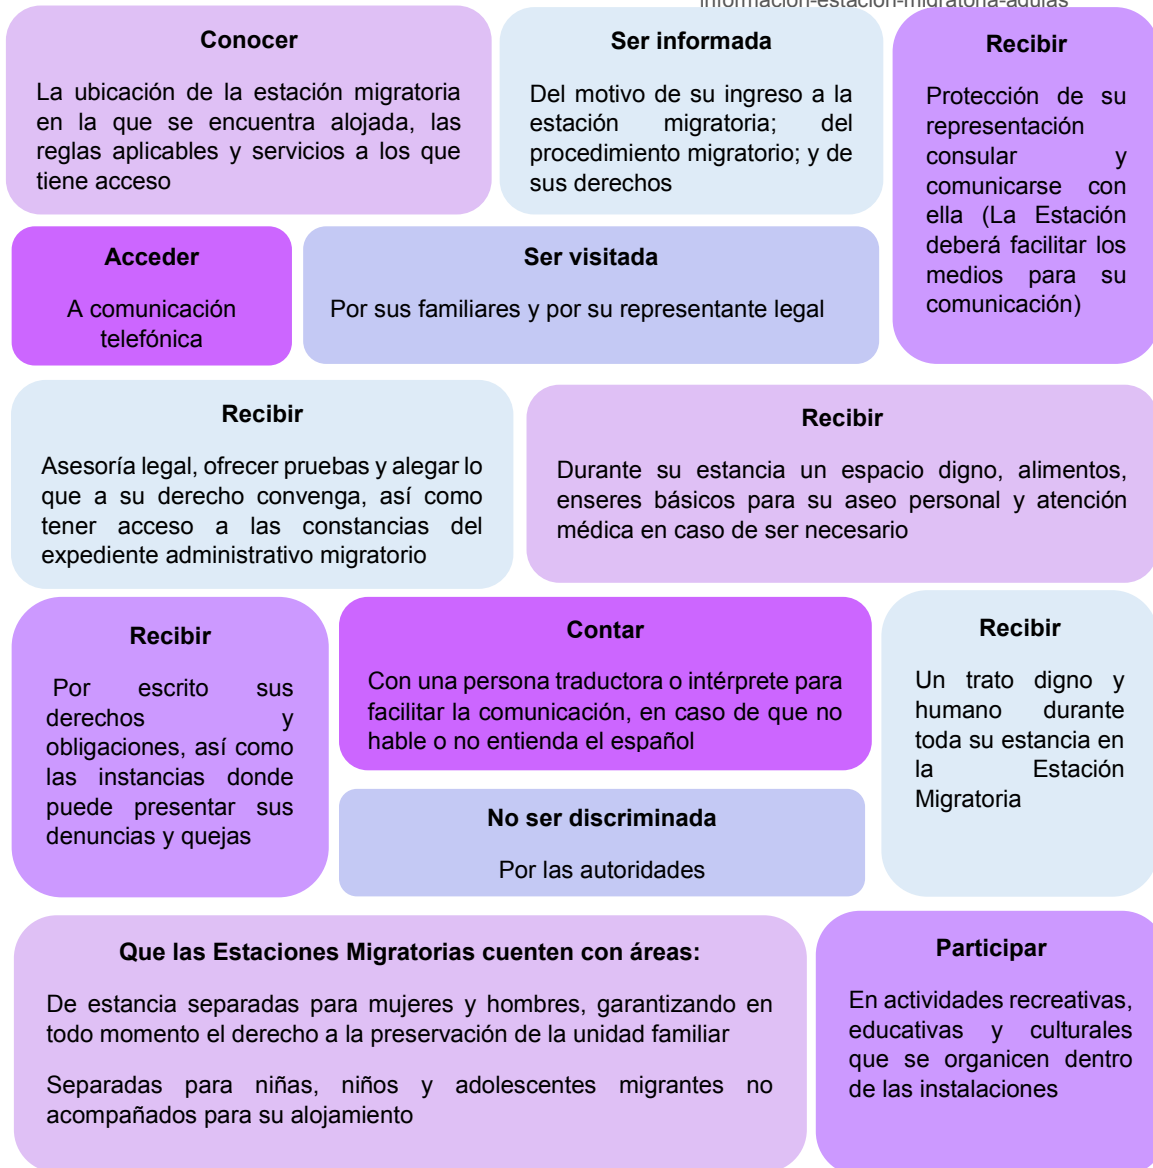 información-estación-migratoria-agujas
Conocer
La ubicación de la estación migratoria
en la que se encuentra alojada, las
reglas aplicables y servicios a los que
tiene acceso
Ser informada
Del motivo de su ingreso a la
estación migratoria; del
procedimiento migratorio; y de
sus derechos
Recibir
Protección de su
representación
consular y
comunicarse con
ella (La Estación
deberá facilitar los
medios para su
comunicación)
Acceder
A comunicación
telefónica
Ser visitada
Por sus familiares y por su representante legal
Recibir
Asesoría legal, ofrecer pruebas y alegar lo
que a su derecho convenga, así como
tener acceso a las constancias del
expediente administrativo migratorio
Recibir
Durante su estancia un espacio digno, alimentos,
enseres básicos para su aseo personal y atención
médica en caso de ser necesario
Recibir
Por escrito sus
derechos y
obligaciones, así como
las instancias donde
puede presentar sus
denuncias y quejas
Contar
Con una persona traductora o intérprete para
facilitar la comunicación, en caso de que no
hable o no entienda el español
Recibir
Un trato digno y
humano durante
toda su estancia en
la Estación
Migratoria
No ser discriminada
Por las autoridades
Que las Estaciones Migratorias cuenten con áreas:
De estancia separadas para mujeres y hombres, garantizando en
todo momento el derecho a la preservación de la unidad familiar
Separadas para niñas, niños y adolescentes migrantes no
acompañados para su alojamiento
Participar
En actividades recreativas,
educativas y culturales
que se organicen dentro
de las instalaciones